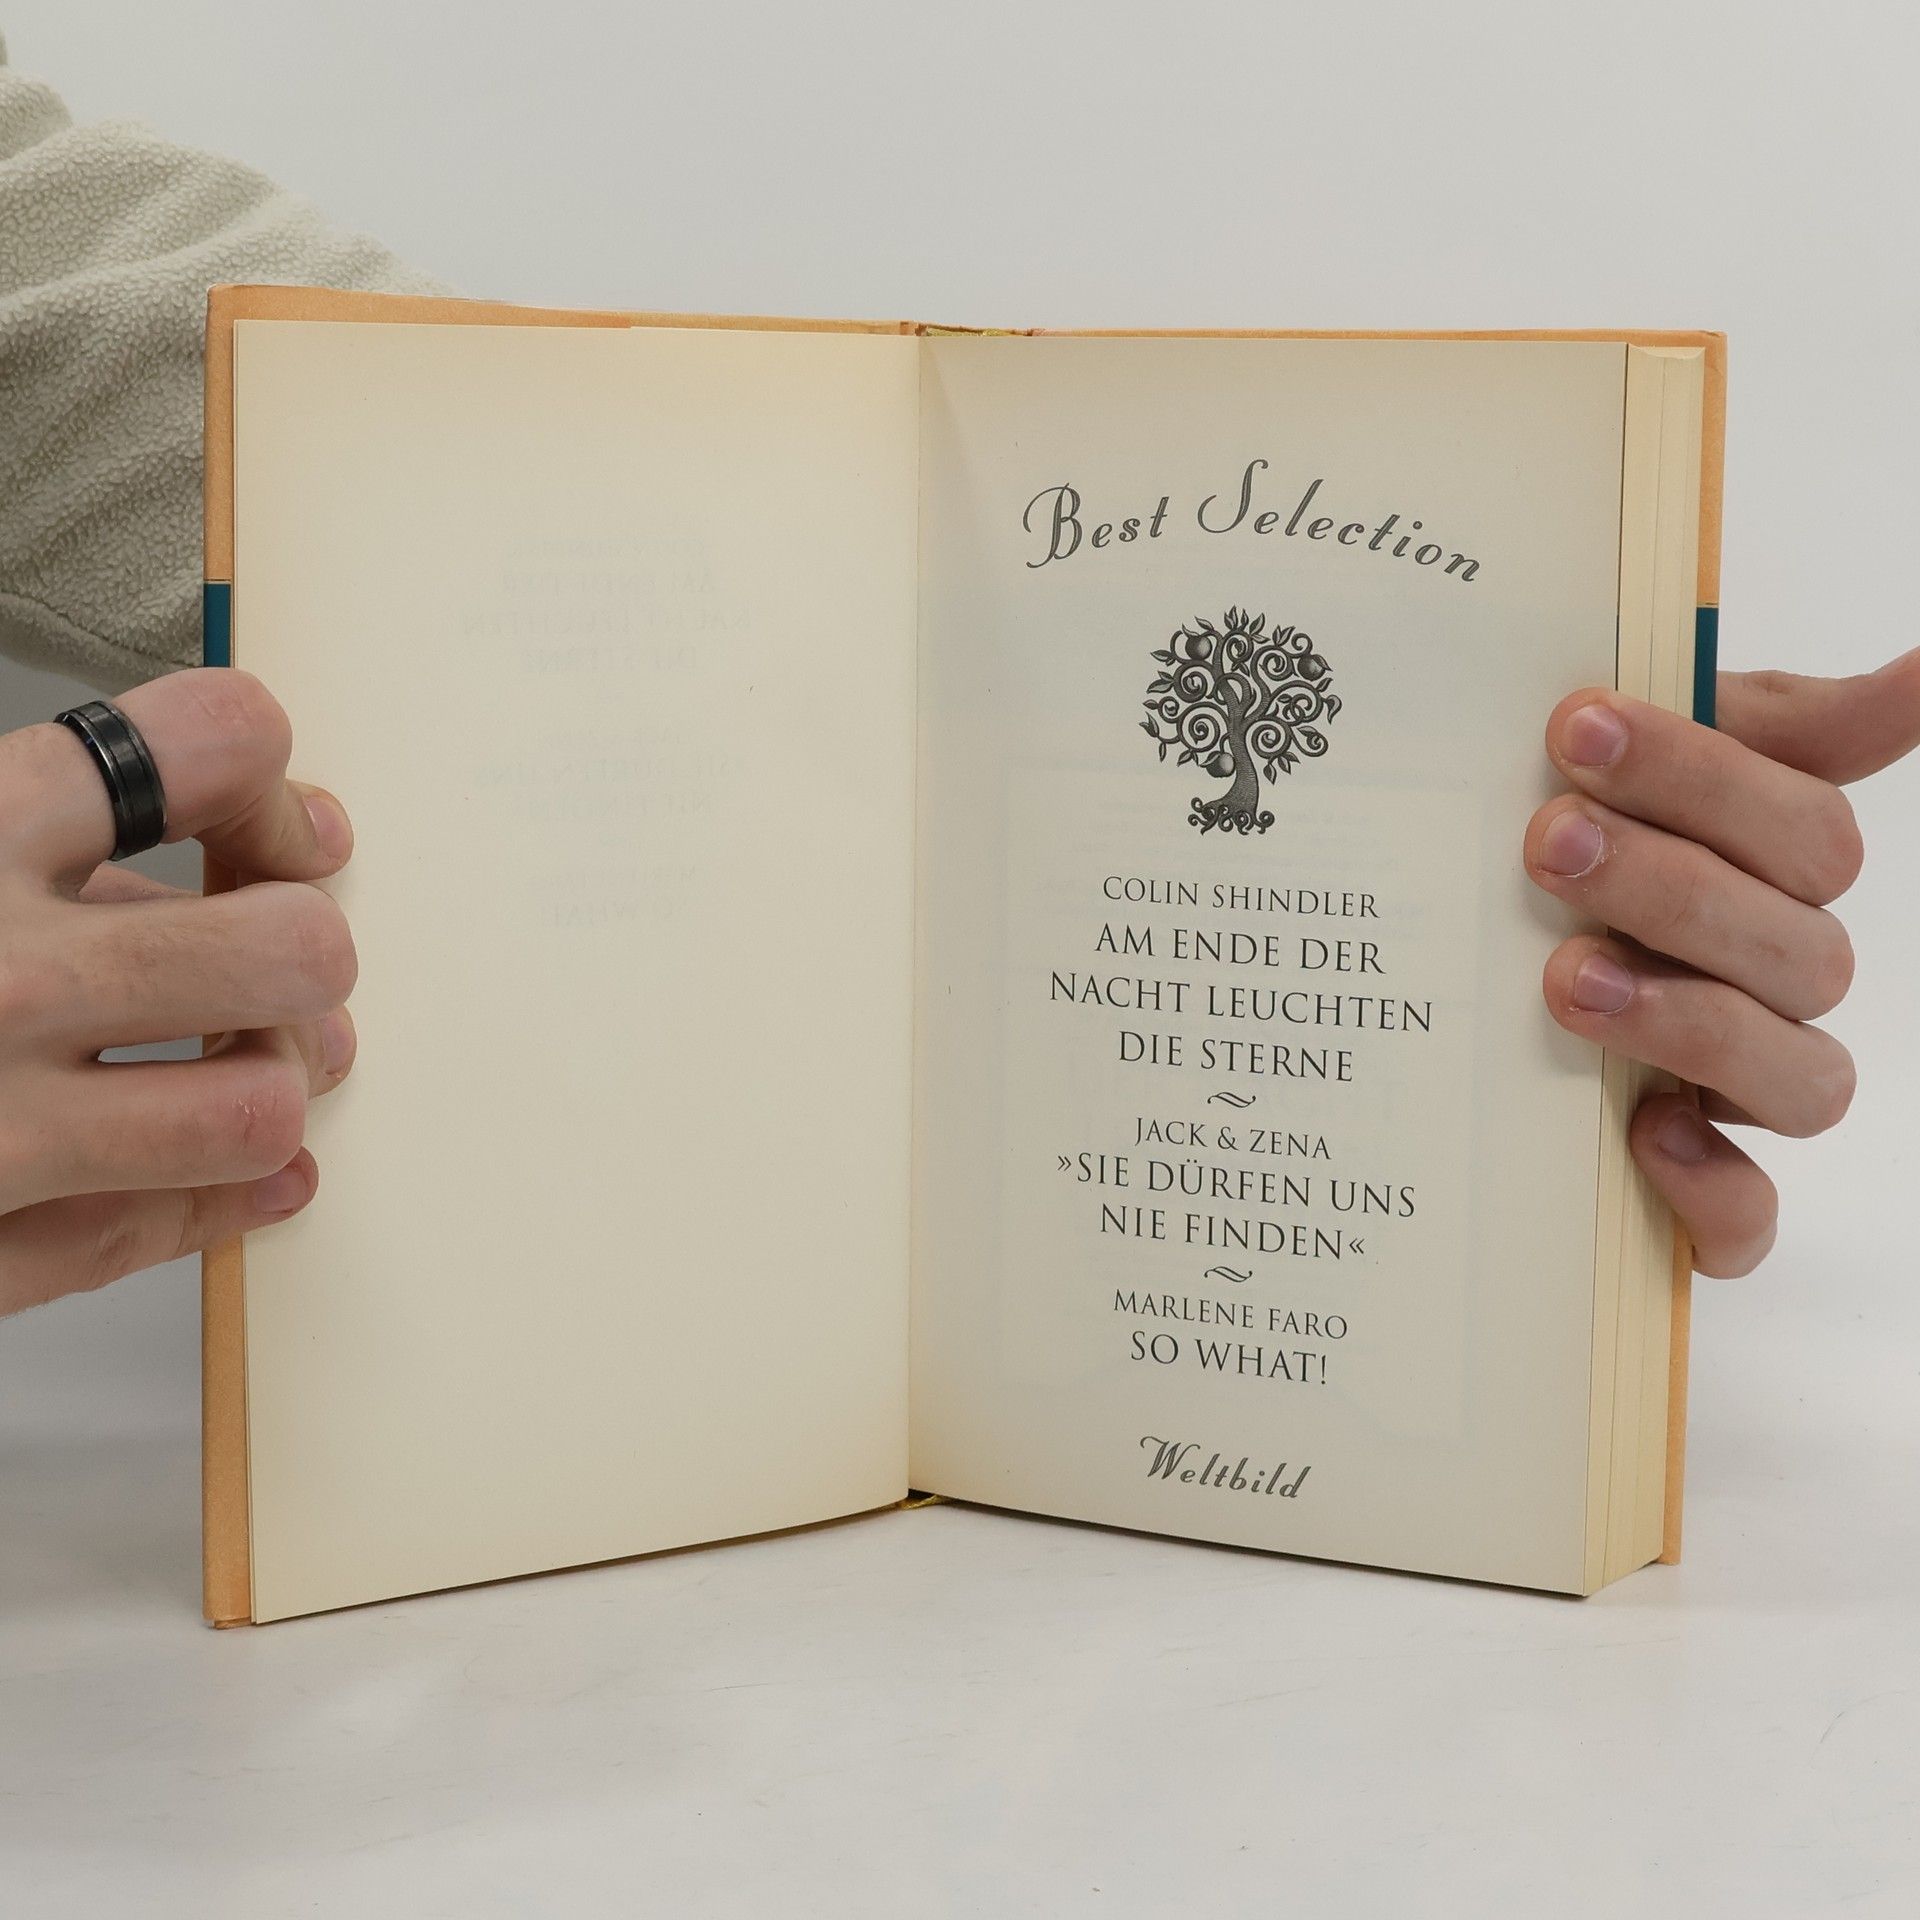 Best Selection
COLIN SHINDLER
AM ENDE DER
NACHT LEUCHTEN
DIE STERNE
JACK & ZENA
»SIE DÜRFEN UNS
NIE FINDEN«
MARLENE FARO
SO WHAT!
Weltbild